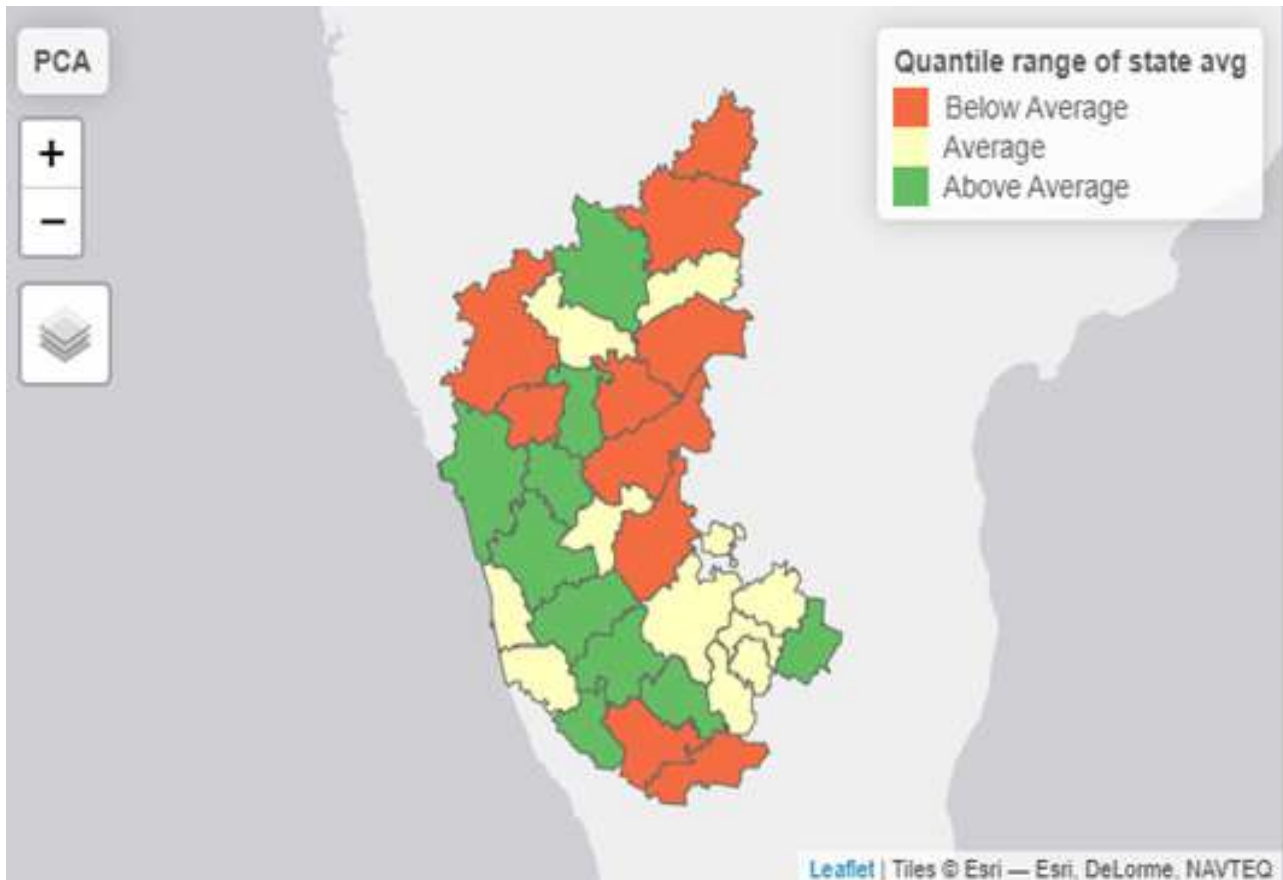 PCA
+
−
Quantile range of state avg
Below Average
Average
Above Average
Leaflet | Tiles © Esri — Esri, DeLorme, NAVTEQ